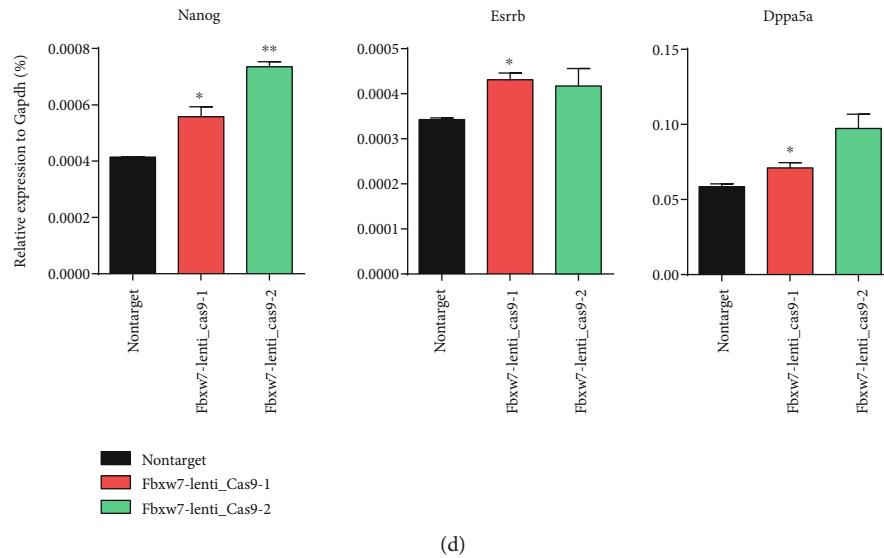 Nanog
Relative expression to Gapdh (%)
0.0008
0.0006
0.0004
0.0002
0.0000
*
**
Nontarget
Fbxw7-lenti_cas9-1
Fbxw7-lenti_cas9-2
Esrrb
0.0005
0.0004
0.0003
0.0002
0.0001
0.0000
*
Nontarget
Fbxw7-lenti_cas9-1
Fbxw7-lenti_cas9-2
Dppa5a
0.15
0.10
0.05
0.00
*
Nontarget
Fbxw7-lenti_cas9-1
Fbxw7-lenti_cas9-2
Nontarget
Fbxw7-lenti_Cas9-1
Fbxw7-lenti_Cas9-2
(d)